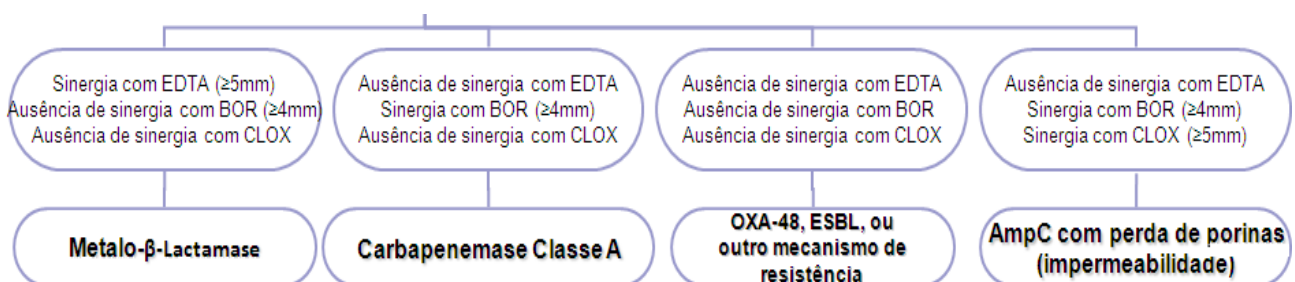 Sinergia com EDTA (≥5mm)
Ausência de sinergia com BOR (≥4mm)
Ausência de sinergia com CLOX
Ausência de sinergia com EDTA
Sinergia com BOR (≥4mm)
Ausência de sinergia com CLOX
Ausência de sinergia com EDTA
Ausência de sinergia com BOR
Ausência de sinergia com CLOX
Ausência de sinergia com EDTA
Sinergia com BOR (≥4mm)
Sinergia com CLOX (≥5mm)
Metalo-β-Lactamase
Carbapenemase Classe A
OXA-48, ESBL, ou
outro mecanismo de
resistência
AmpC com perda de porinas
(impermeabilidade)